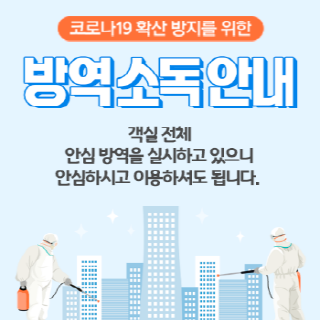 코로나19 확산 방지를 위한
방역 소독 안내
객실 전체
안심 방역을 실시하고 있으니
안심하시고 이용하셔도 됩니다.